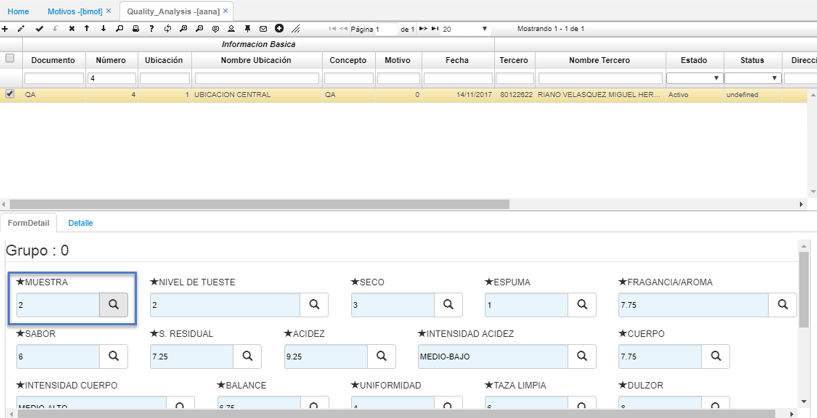 Home Motivos -[bmot] × Quality_Analysis -[aana] ×
Página 1 de 1 20 Mostrando 1 - 1 de 1
Informacion Basica
Documento Número Ubicación Nombre Ubicación Concepto Motivo Fecha Tercero Nombre Tercero Estado Status Direcci
4
QA 4 1 UBICACION CENTRAL QA 0 14/11/2017 80122622 RIANO VELASQUEZ MIGUEL HER... Activo undefined
FormDetail Detalle
Grupo : 0
★MUESTRA ★NIVEL DE TUESTE ★SECO ★ESPUMA ★FRAGANCIA/AROMA
2 2 3 1 7.75
★SABOR ★S. RESIDUAL ★ACIDEZ ★INTENSIDAD ACIDEZ ★CUERPO
6 7.25 9.25 MEDIO-BAJO 7.75
★INTENSIDAD CUERPO ★BALANCE ★UNIFORMIDAD ★TAZA LIMPIA ★DULZOR
MEDIO-ALTO 6.75 4 6 8